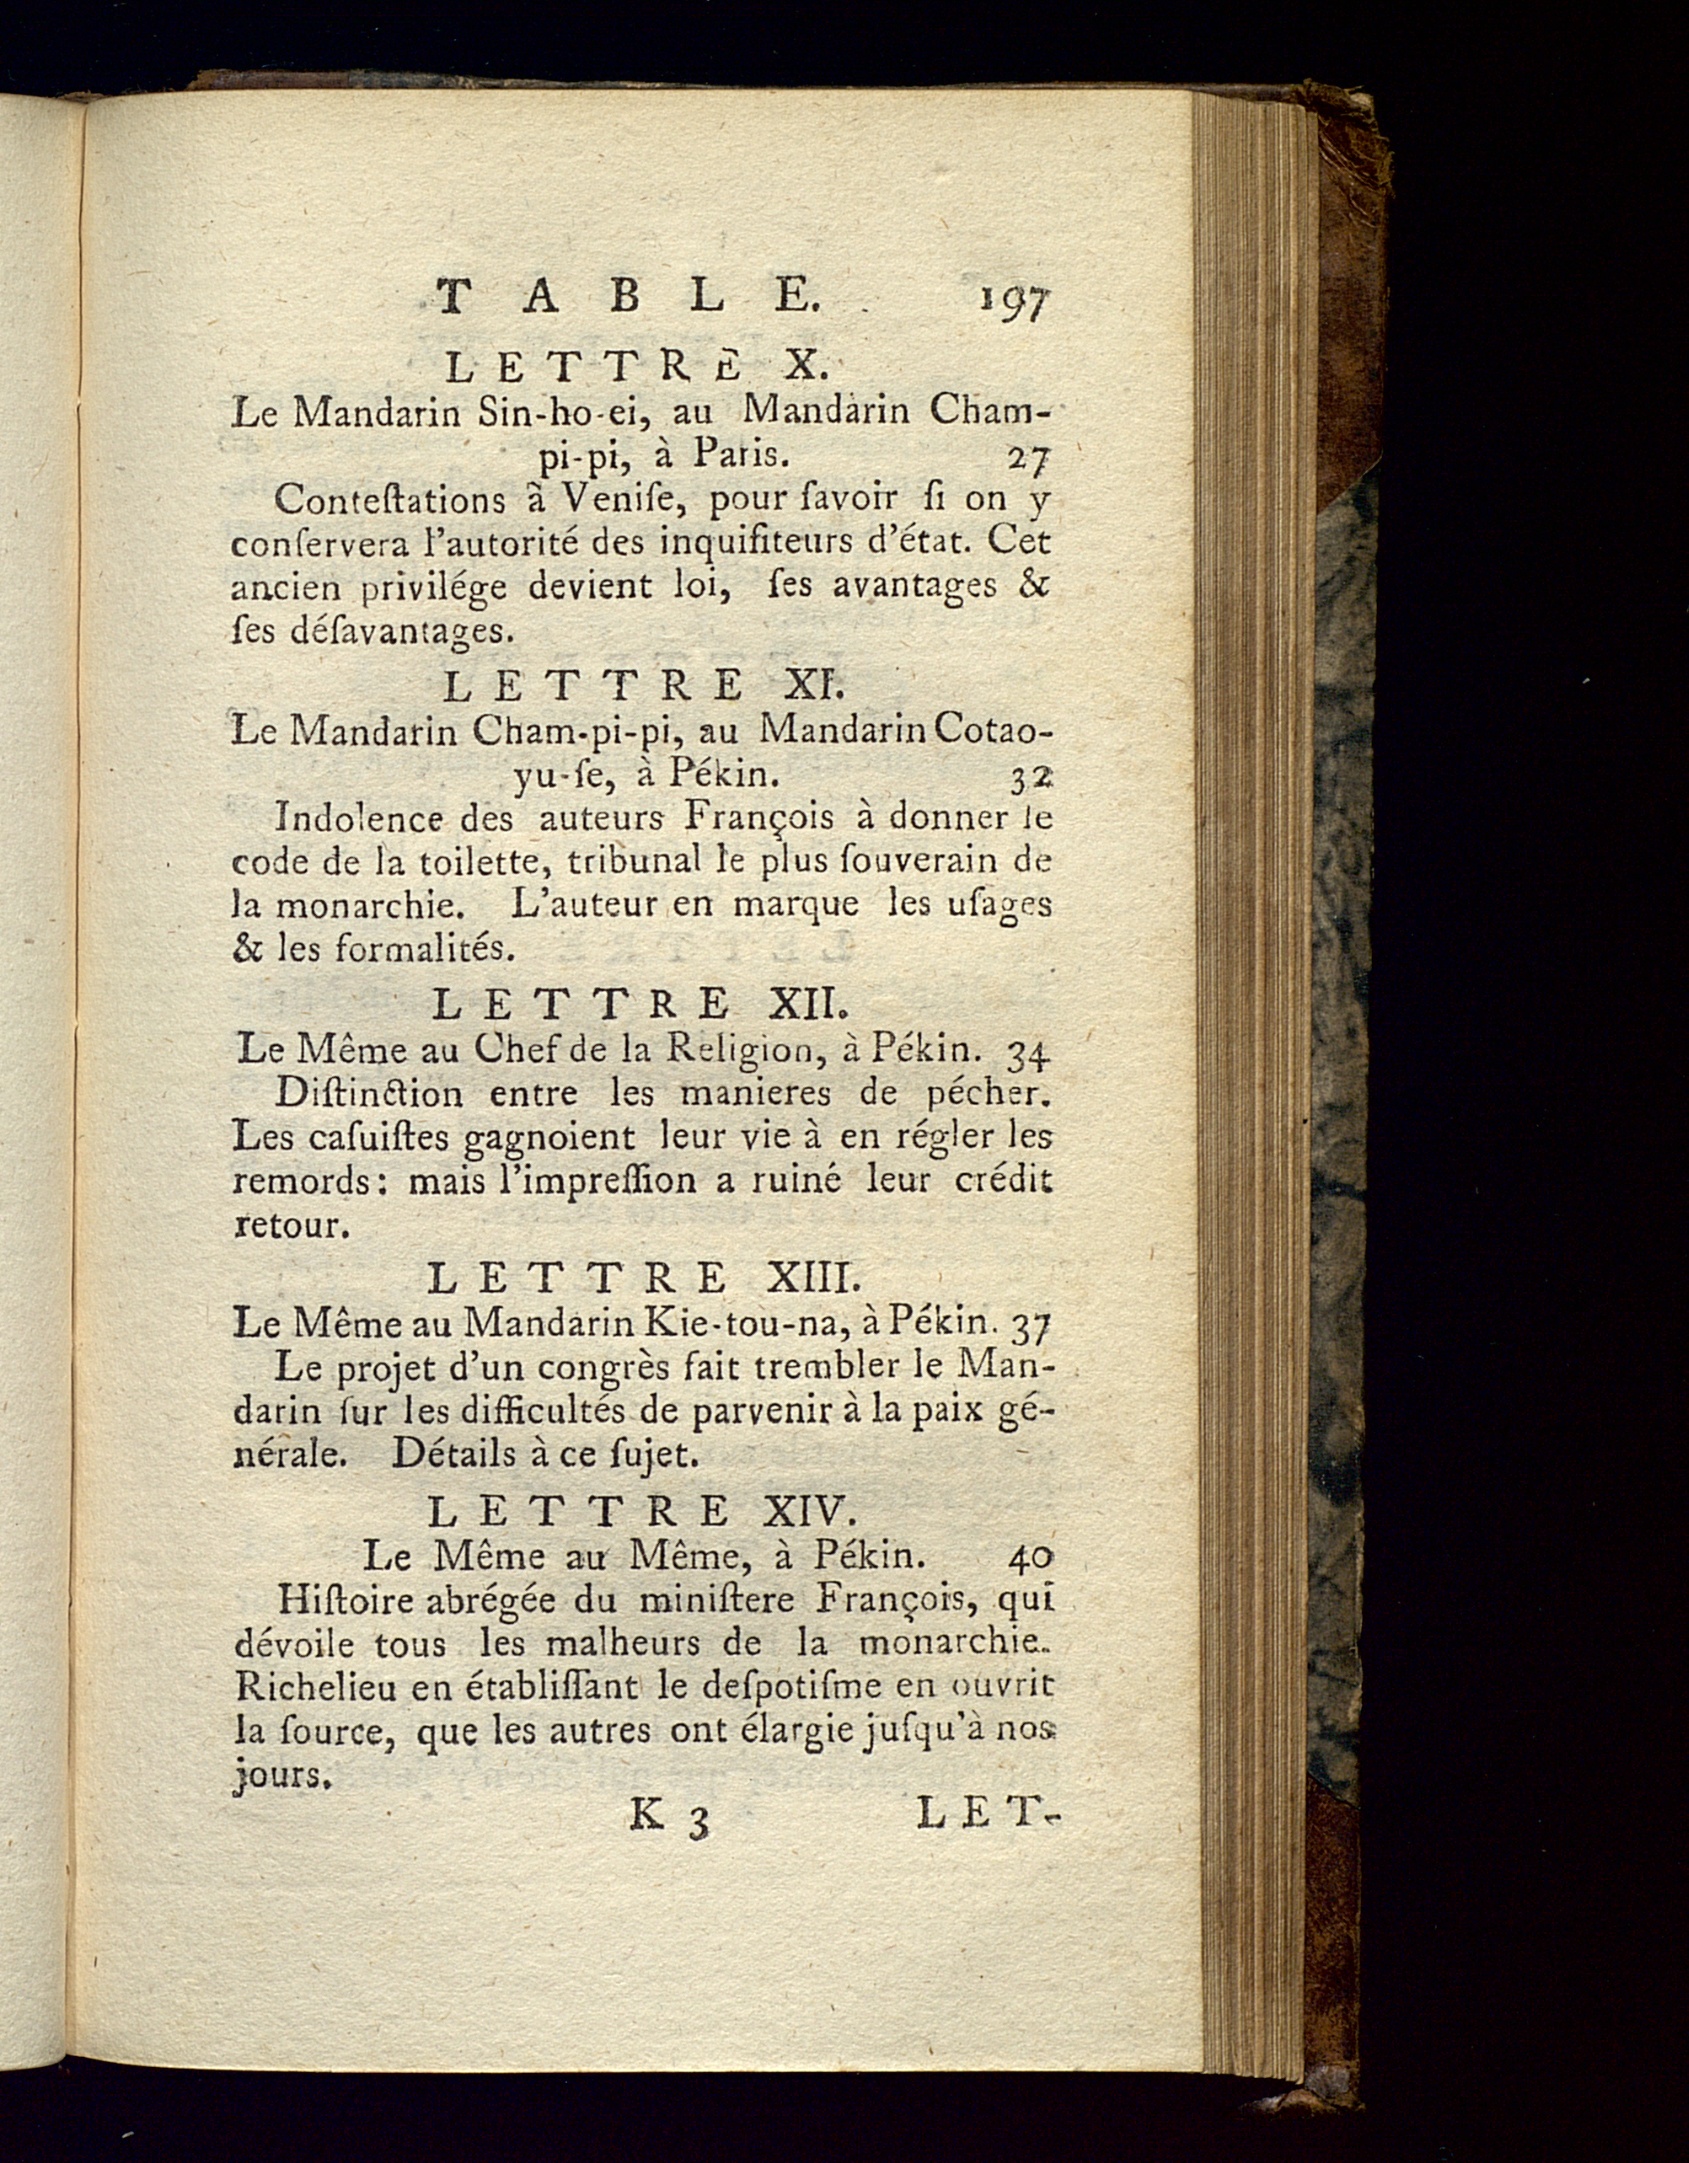 TABLE. 197
LETTRE X.
Le Mandarin Sin-ho-ei, au Mandarin Cham-
pi-pi, à Paris. 27
Conteſtations à Veniſe, pour ſavoir ſi on y
conſervera l'autorité des inquiſiteurs d'état. Cet
ancien privilége devient loi, ſes avantages &
ſes déſavantages.
LETTRE XI.
Le Mandarin Cham-pi-pi, au Mandarin Cotao-
yu-ſe, à Pékin. 32
Indolence des auteurs François à donner le
code de la toilette, tribunal le plus ſouverain de
la monarchie. L'auteur en marque les uſages
& les formalités.
LETTRE XII.
Le Même au Chef de la Religion, à Pékin. 34
Diſtinction entre les manieres de pécher.
Les caſuiſtes gagnoient leur vie à en régler les
remords: mais l'impreſſion a ruiné leur crédit
retour.
LETTRE XIII.
Le Même au Mandarin Kie-tou-na, à Pékin. 37
Le projet d'un congrès fait trembler le Man-
darin ſur les difficultés de parvenir à la paix gé-
nérale. Détails à ce ſujet.
LETTRE XIV.
Le Même au Même, à Pékin. 40
Hiſtoire abrégée du miniſtere François, qui
dévoile tous les malheurs de la monarchie.
Richelieu en établiſſant le deſpotiſme en ouvrit
la ſource, que les autres ont élargie juſqu'à nos
jours.
K 3 LET-